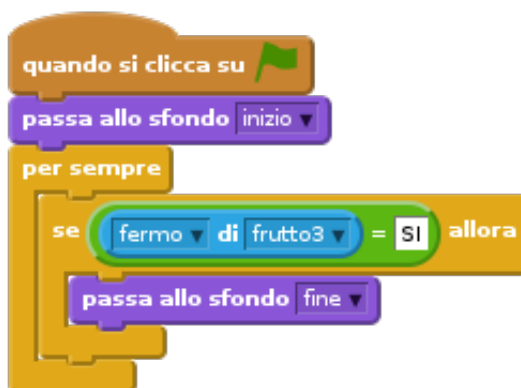 quando si clicca su
passa allo sfondo inizio
per sempre
se fermo di frutto3 = SI allora
passa allo sfondo fine